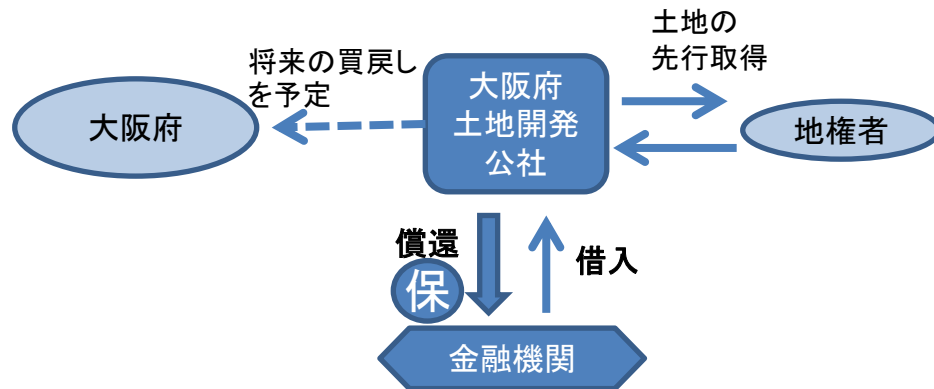 土地の
先行取得
将来の買戻し
を予定
大阪府
大阪府
土地開発
公社
地権者
償還
保
借入
金融機関